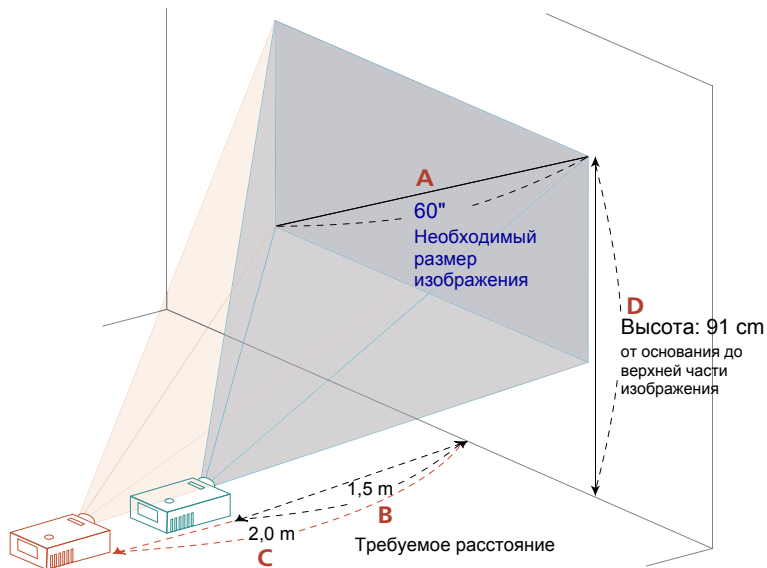 A
60"
Необходимый
размер
изображения
D
Высота: 91 cm
от основания до
верхней части
изображения
1,5 m
B
2,0 m
C
Требуемое расстояние